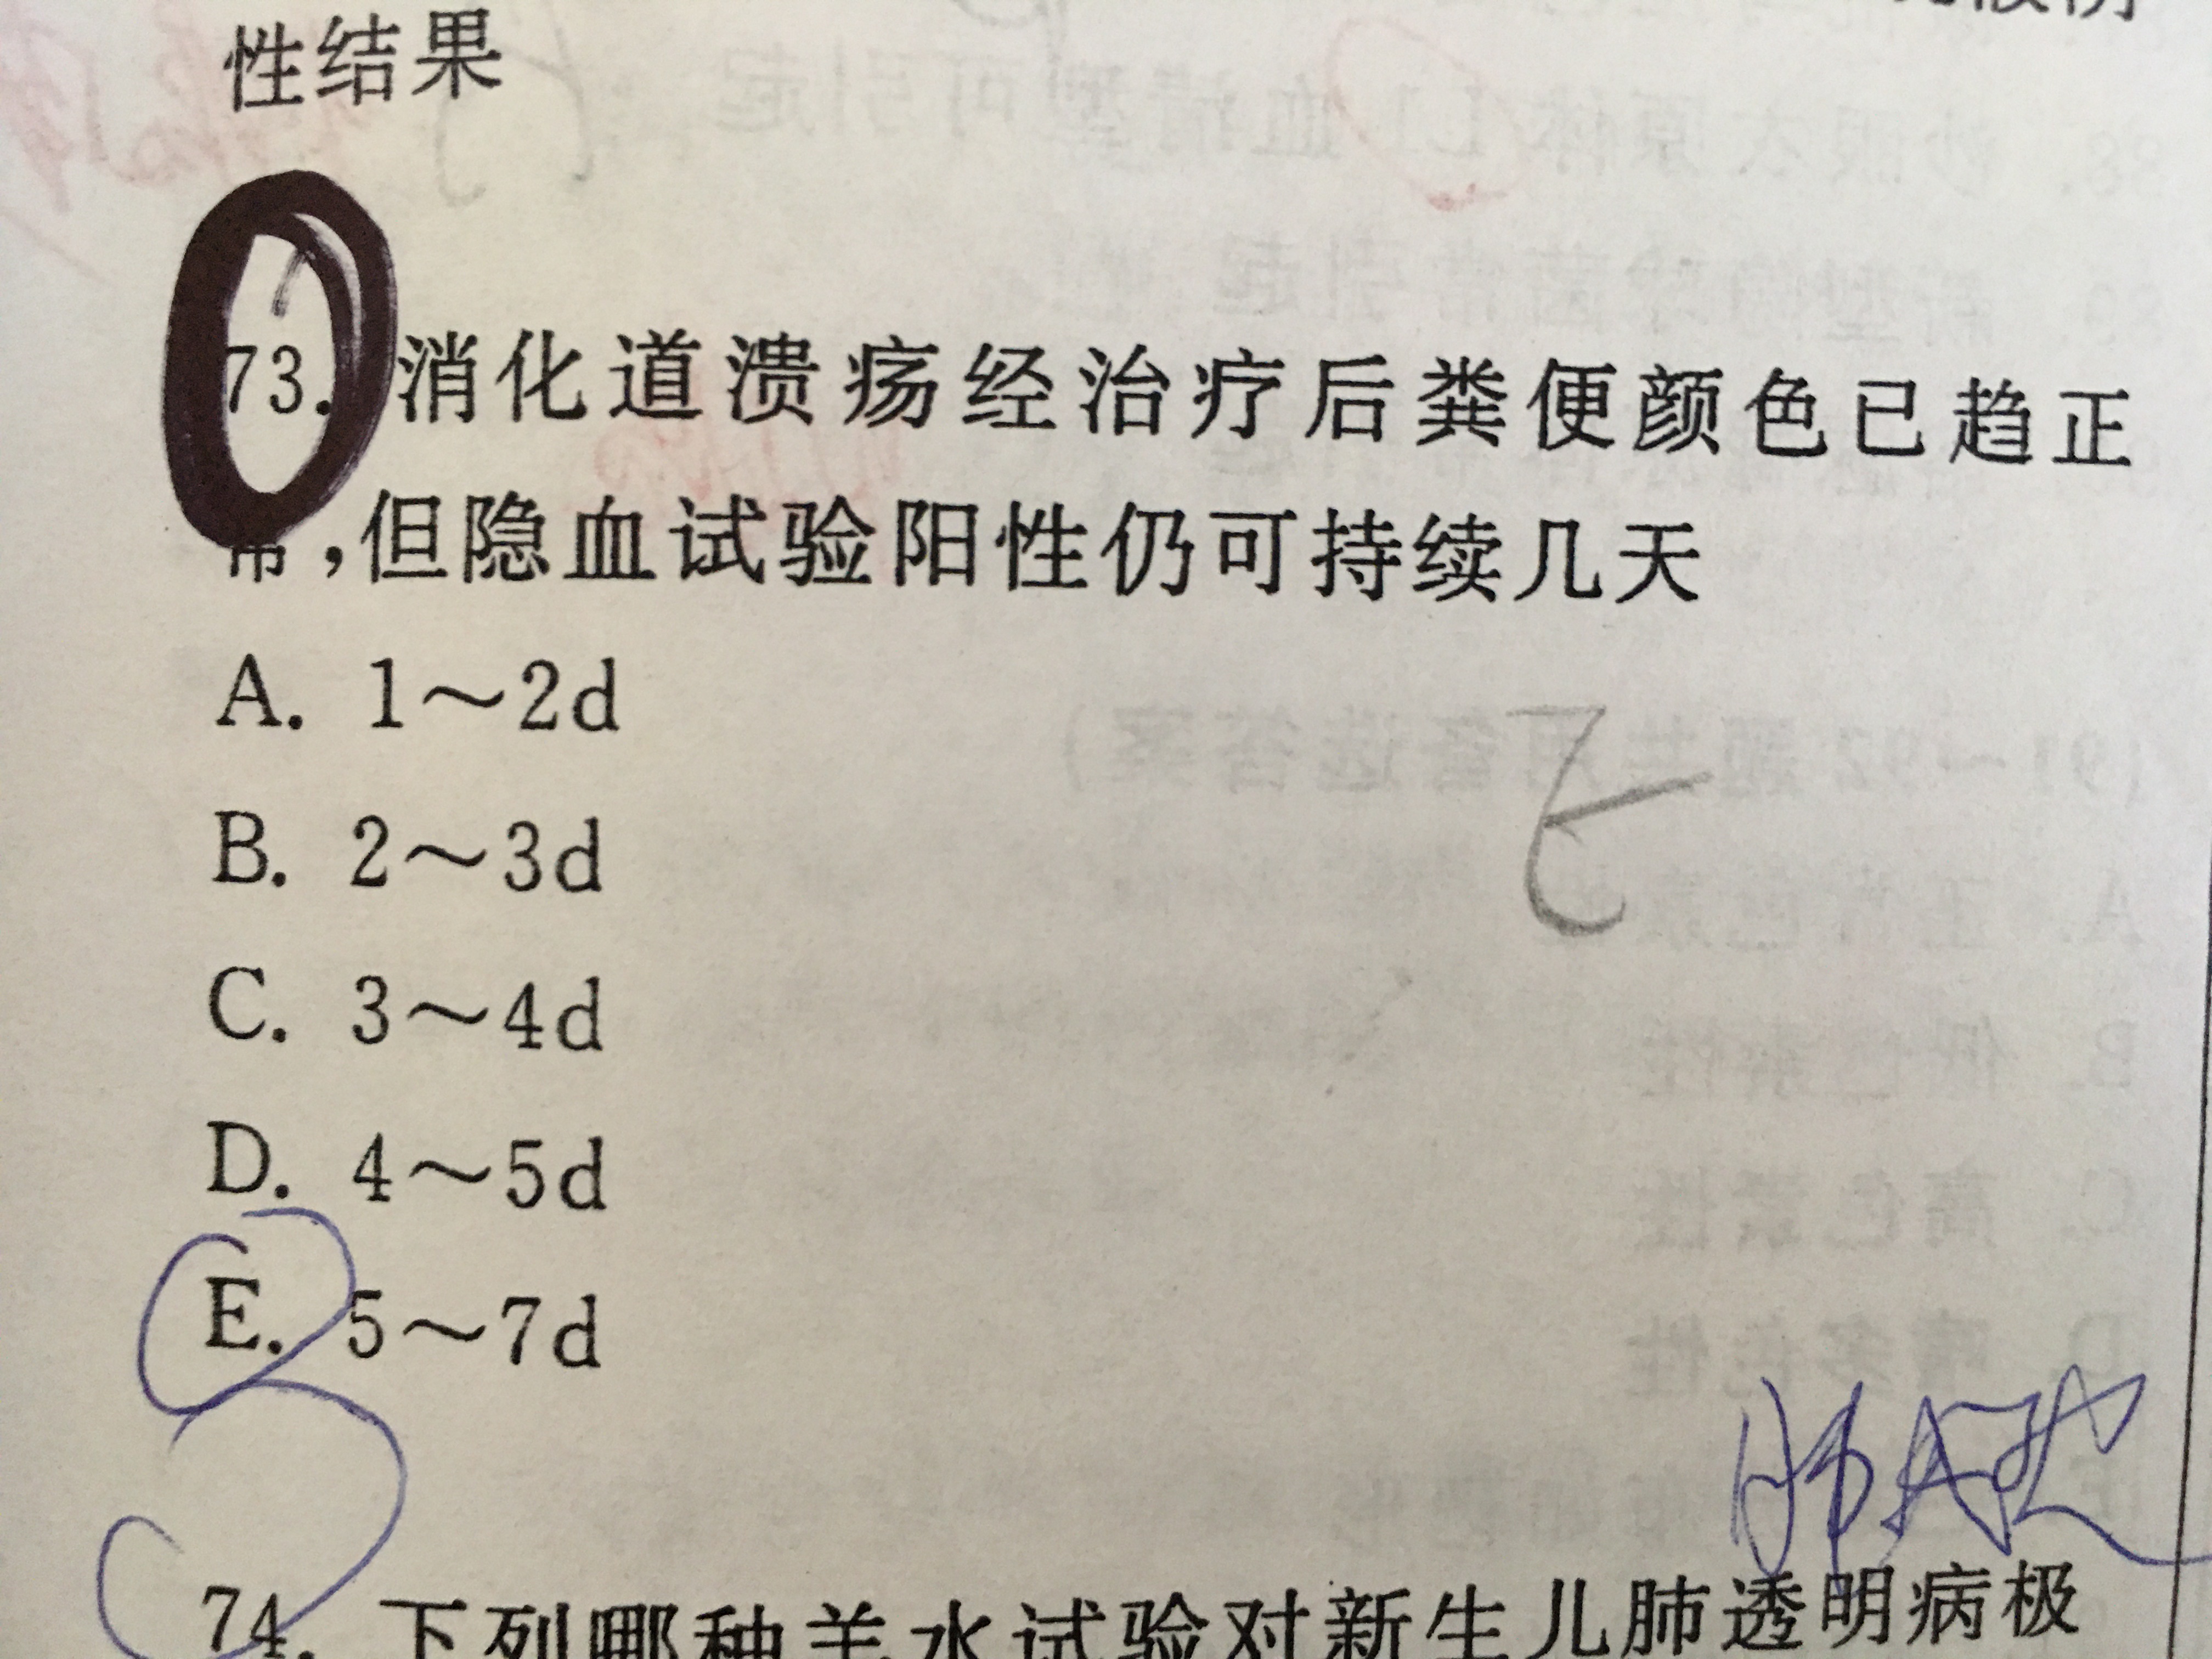 性结果
73. 消化道溃疡经治疗后粪便颜色已趋正
常,但隐血试验阳性仍可持续几天
A. 1～2d
B. 2～3d
C. 3～4d
D. 4～5d
E. 5～7d
74. 下列哪种羊水试验对新生儿肺透明病极